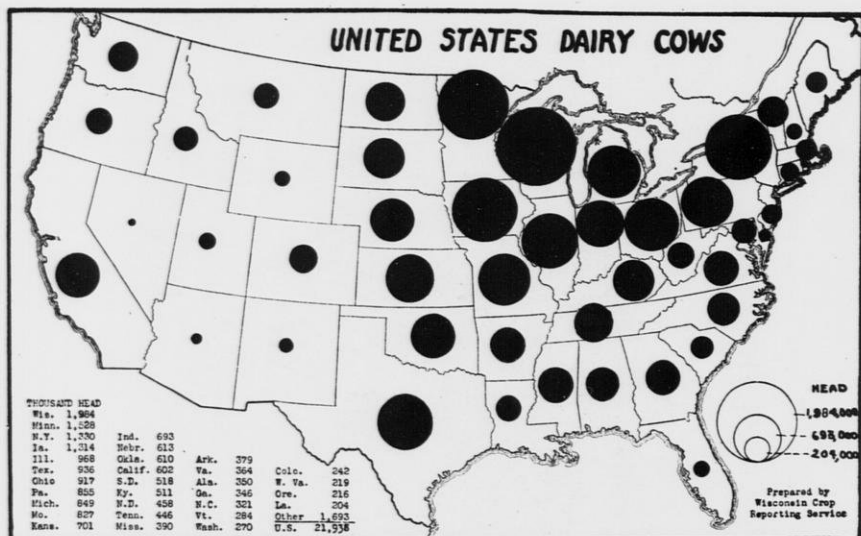 UNITED STATES DAIRY COWS
THOUSAND HEAD
Wis. 1,984
Minn. 1,528
N.Y. 1,330 Ind. 693
Ia. 1,314 Nebr. 613
Ill. 968 Okla. 610 Ark. 379
Tex. 936 Calif. 602 Va. 364 Colo. 242
Ohio 917 S.D. 518 Ala. 350 W. Va. 219
Pa. 855 Ky. 511 Ga. 346 Ore. 216
Mich. 849 N.D. 458 N.C. 321 La. 204
Mo. 827 Tenn. 446 Vt. 284 Other 1,693
Kans. 701 Miss. 390 Wash. 270 U.S. 21,938
HEAD
1,984,000
693,000
204,000
Prepared by
Wisconsin Crop
Reporting Service